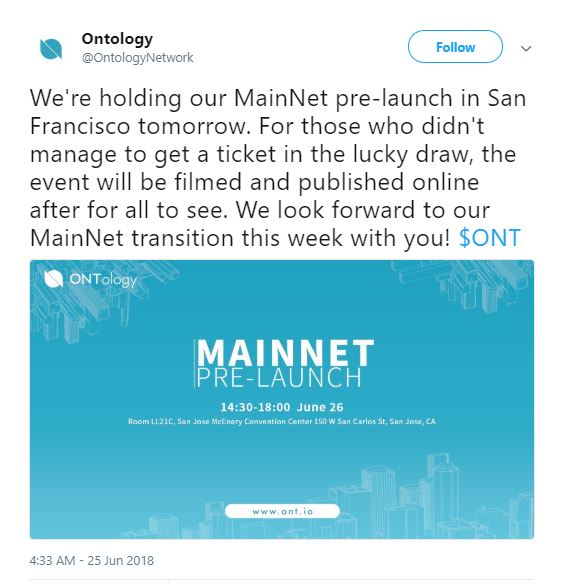 Ontology
@OntologyNetwork
Follow
We're holding our MainNet pre-launch in San
Francisco tomorrow. For those who didn't
manage to get a ticket in the lucky draw, the
event will be filmed and published online
after for all to see. We look forward to our
MainNet transition this week with you! $ONT
ONTology
MAINNET
PRE-LAUNCH
14:30-18:00 June 26
Room LL21C, San Jose McEnery Convention Center 150 W San Carlos St, San Jose, CA
www.ont.io
4:33 AM - 25 Jun 2018